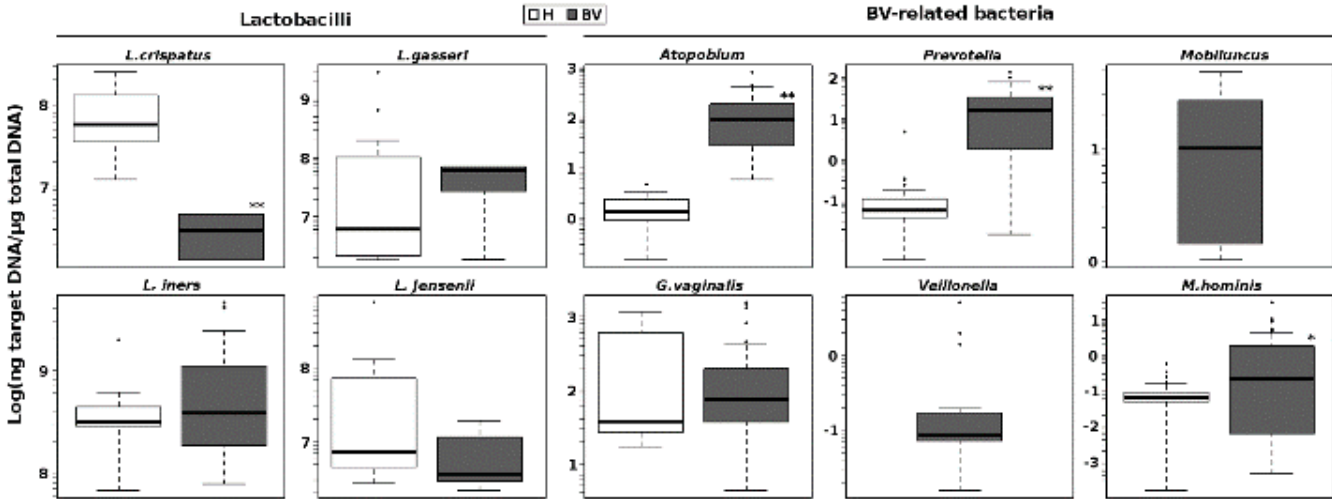 Lactobacilli
H BV
BV-related bacteria
Log(ng target DNA/µg total DNA)
L.crispatus
8
7
**
L.gasseri
9
8
7
Atopobium
3
2
1
0
**
Prevotella
2
1
0
-1
**
Mobiluncus
1
0
L. iners
9
8
L. jensenii
8
7
G.vaginalis
3
2
1
Veillonella
0
-1
M.hominis
1
0
-1
-2
-3
*